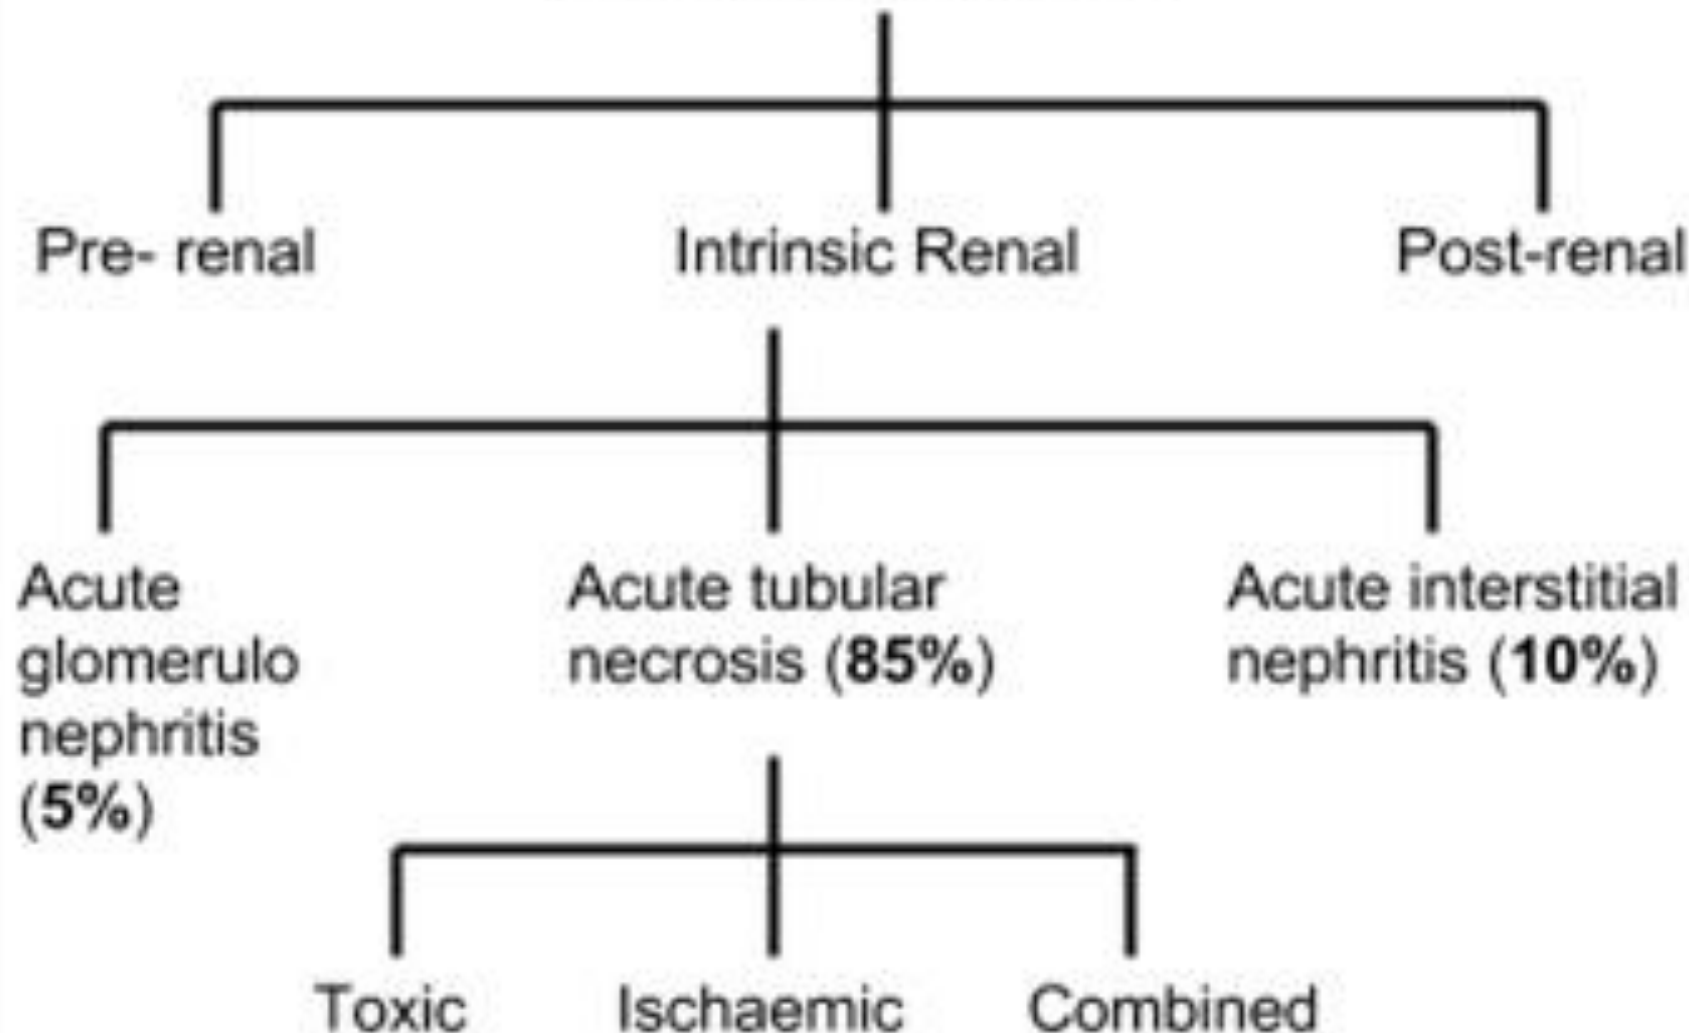 Pre- renal
Intrinsic Renal
Post-renal
Acute
glomerulo
nephritis
(5%)
Acute tubular
necrosis (85%)
Acute interstitial
nephritis (10%)
Toxic
Ischaemic
Combined